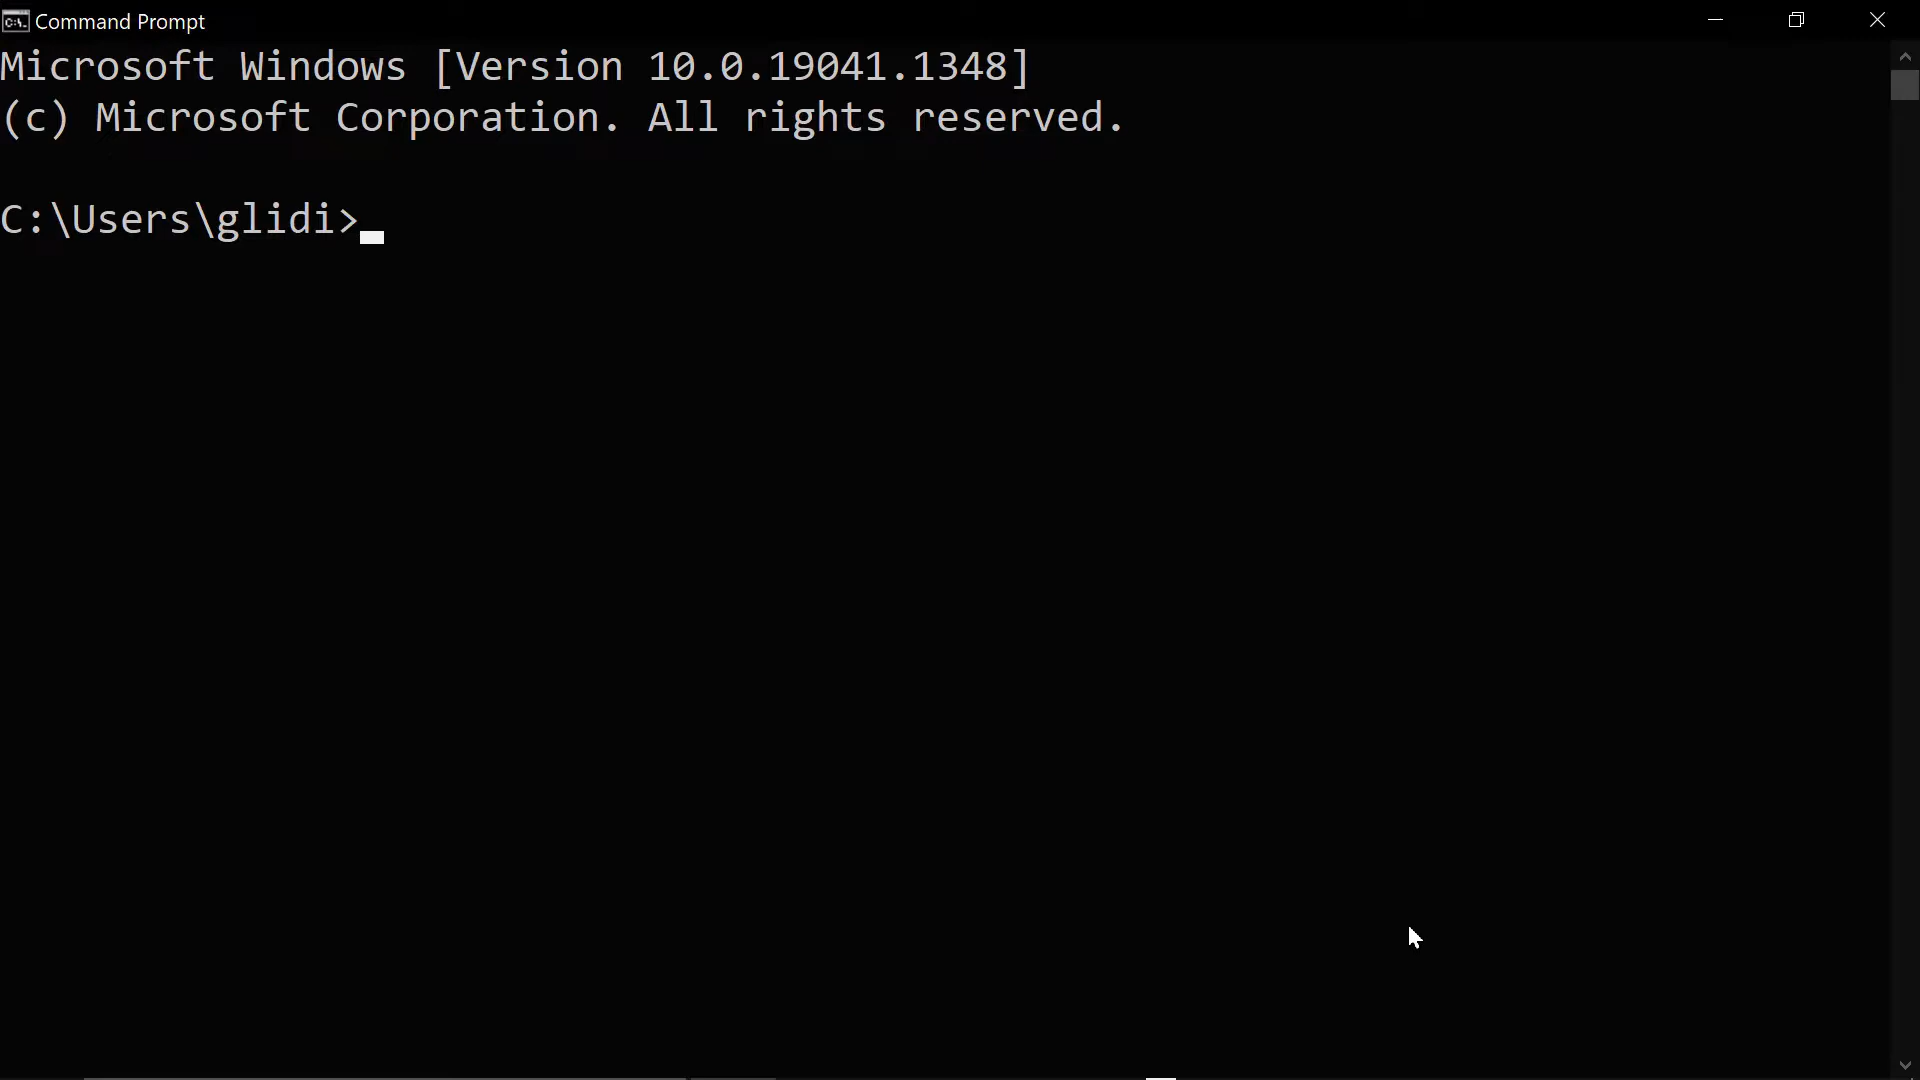 Command Prompt
Microsoft Windows [Version 10.0.19041.1348]
(c) Microsoft Corporation. All rights reserved.
C:\Users\glidi>